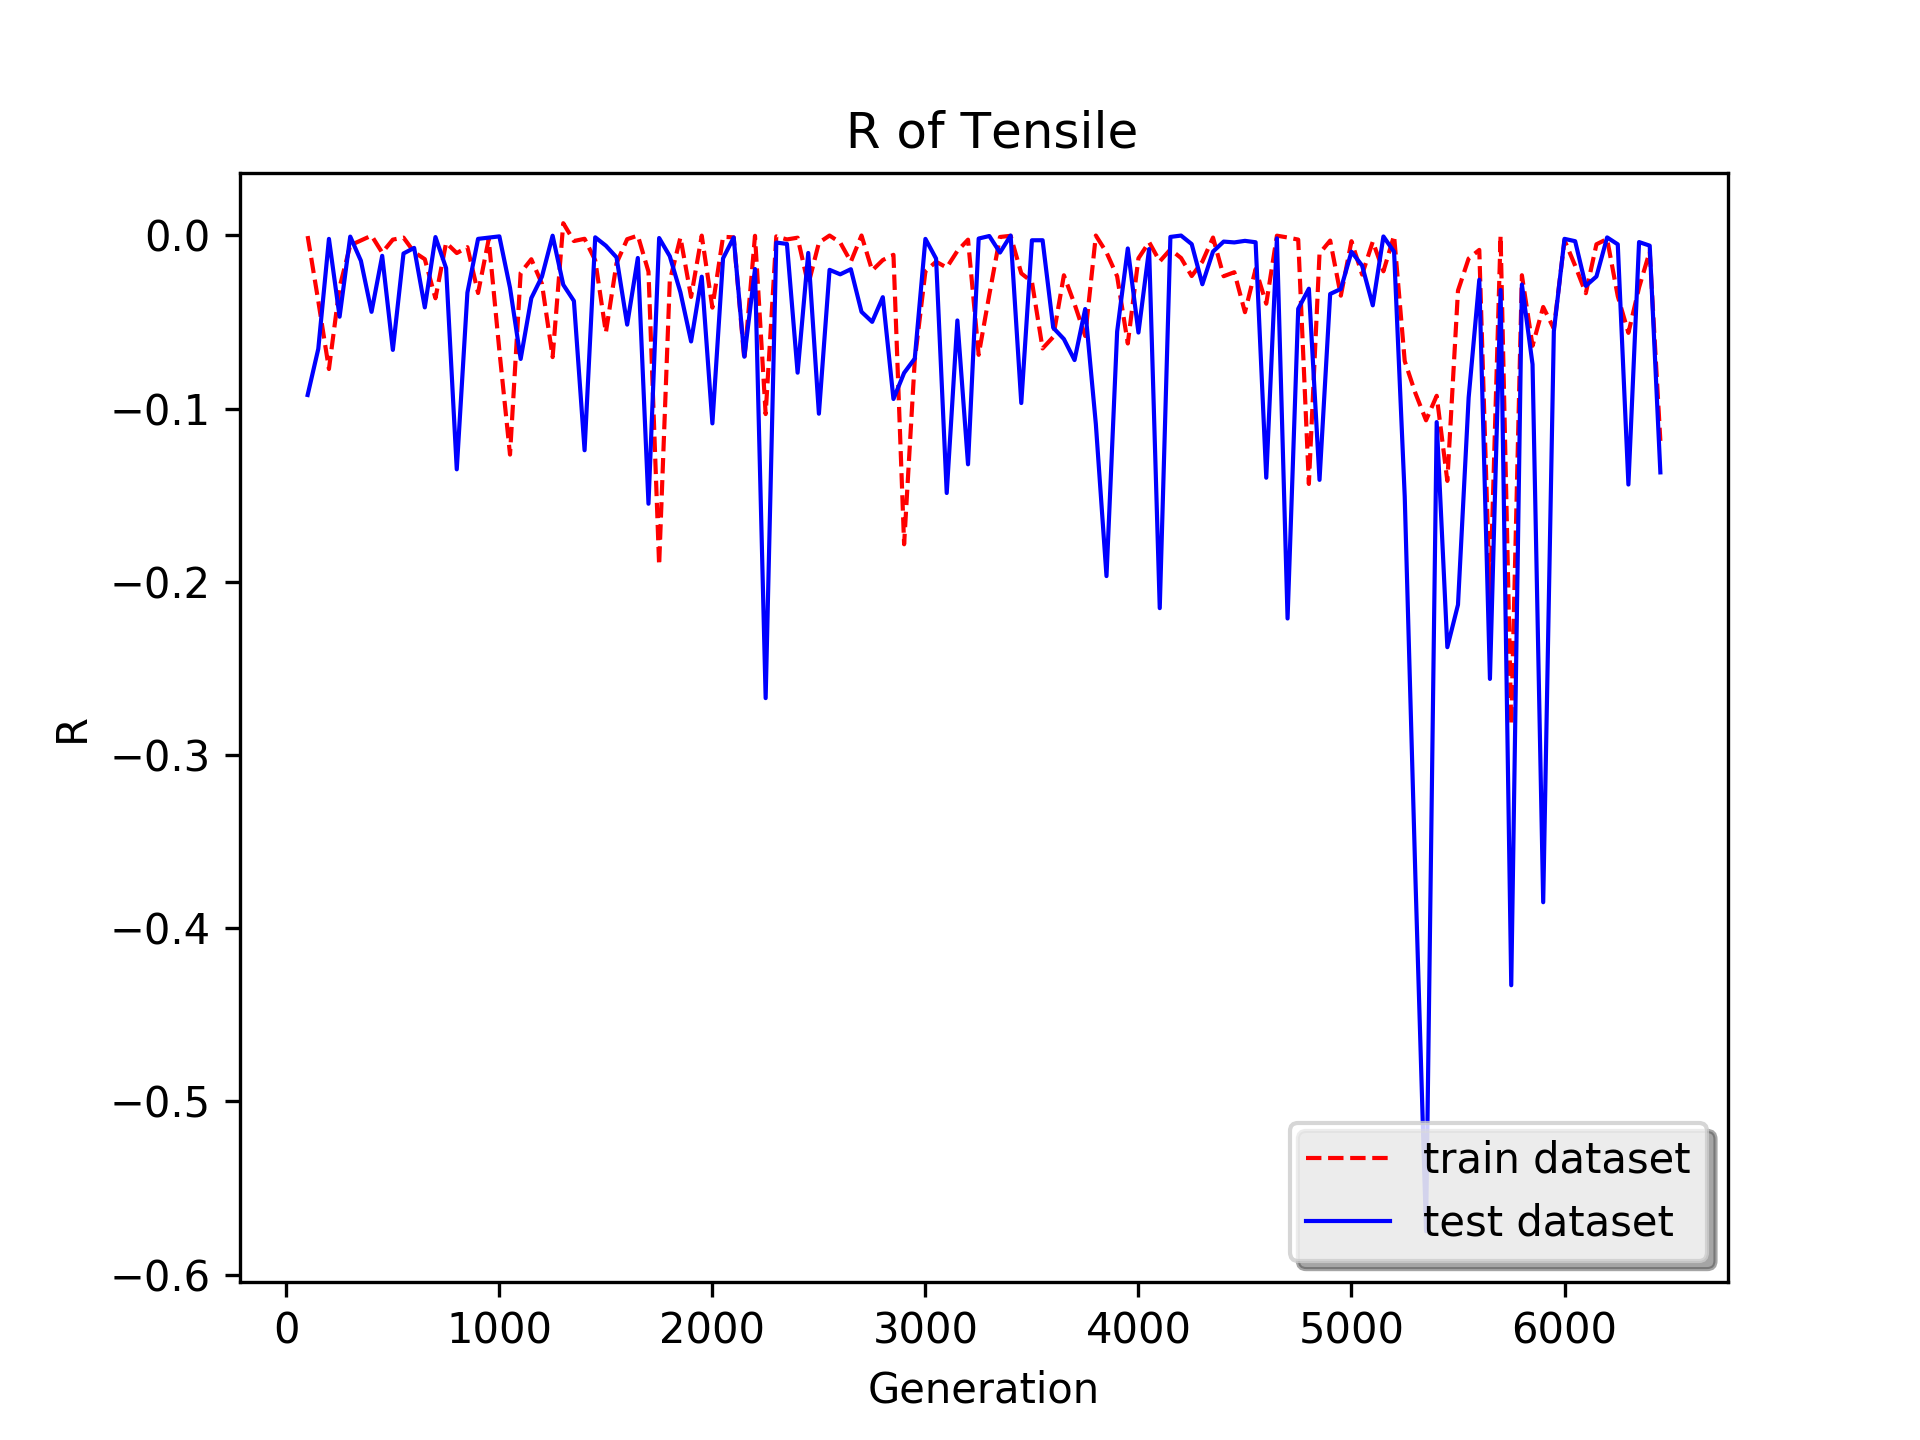 R of Tensile
0.0
−0.1
−0.2
−0.3
−0.4
−0.5
−0.6
R
train dataset
test dataset
0 1000 2000 3000 4000 5000 6000
Generation